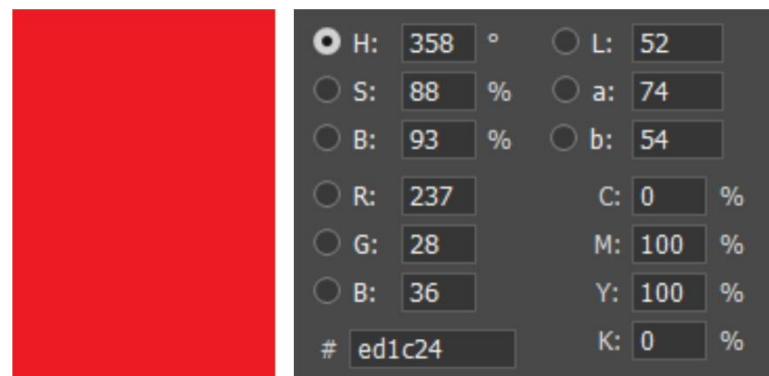 H: 358 ° L: 52
S: 88 % a: 74
B: 93 % b: 54
R: 237 C: 0 %
G: 28 M: 100 %
B: 36 Y: 100 %
# ed1c24 K: 0 %